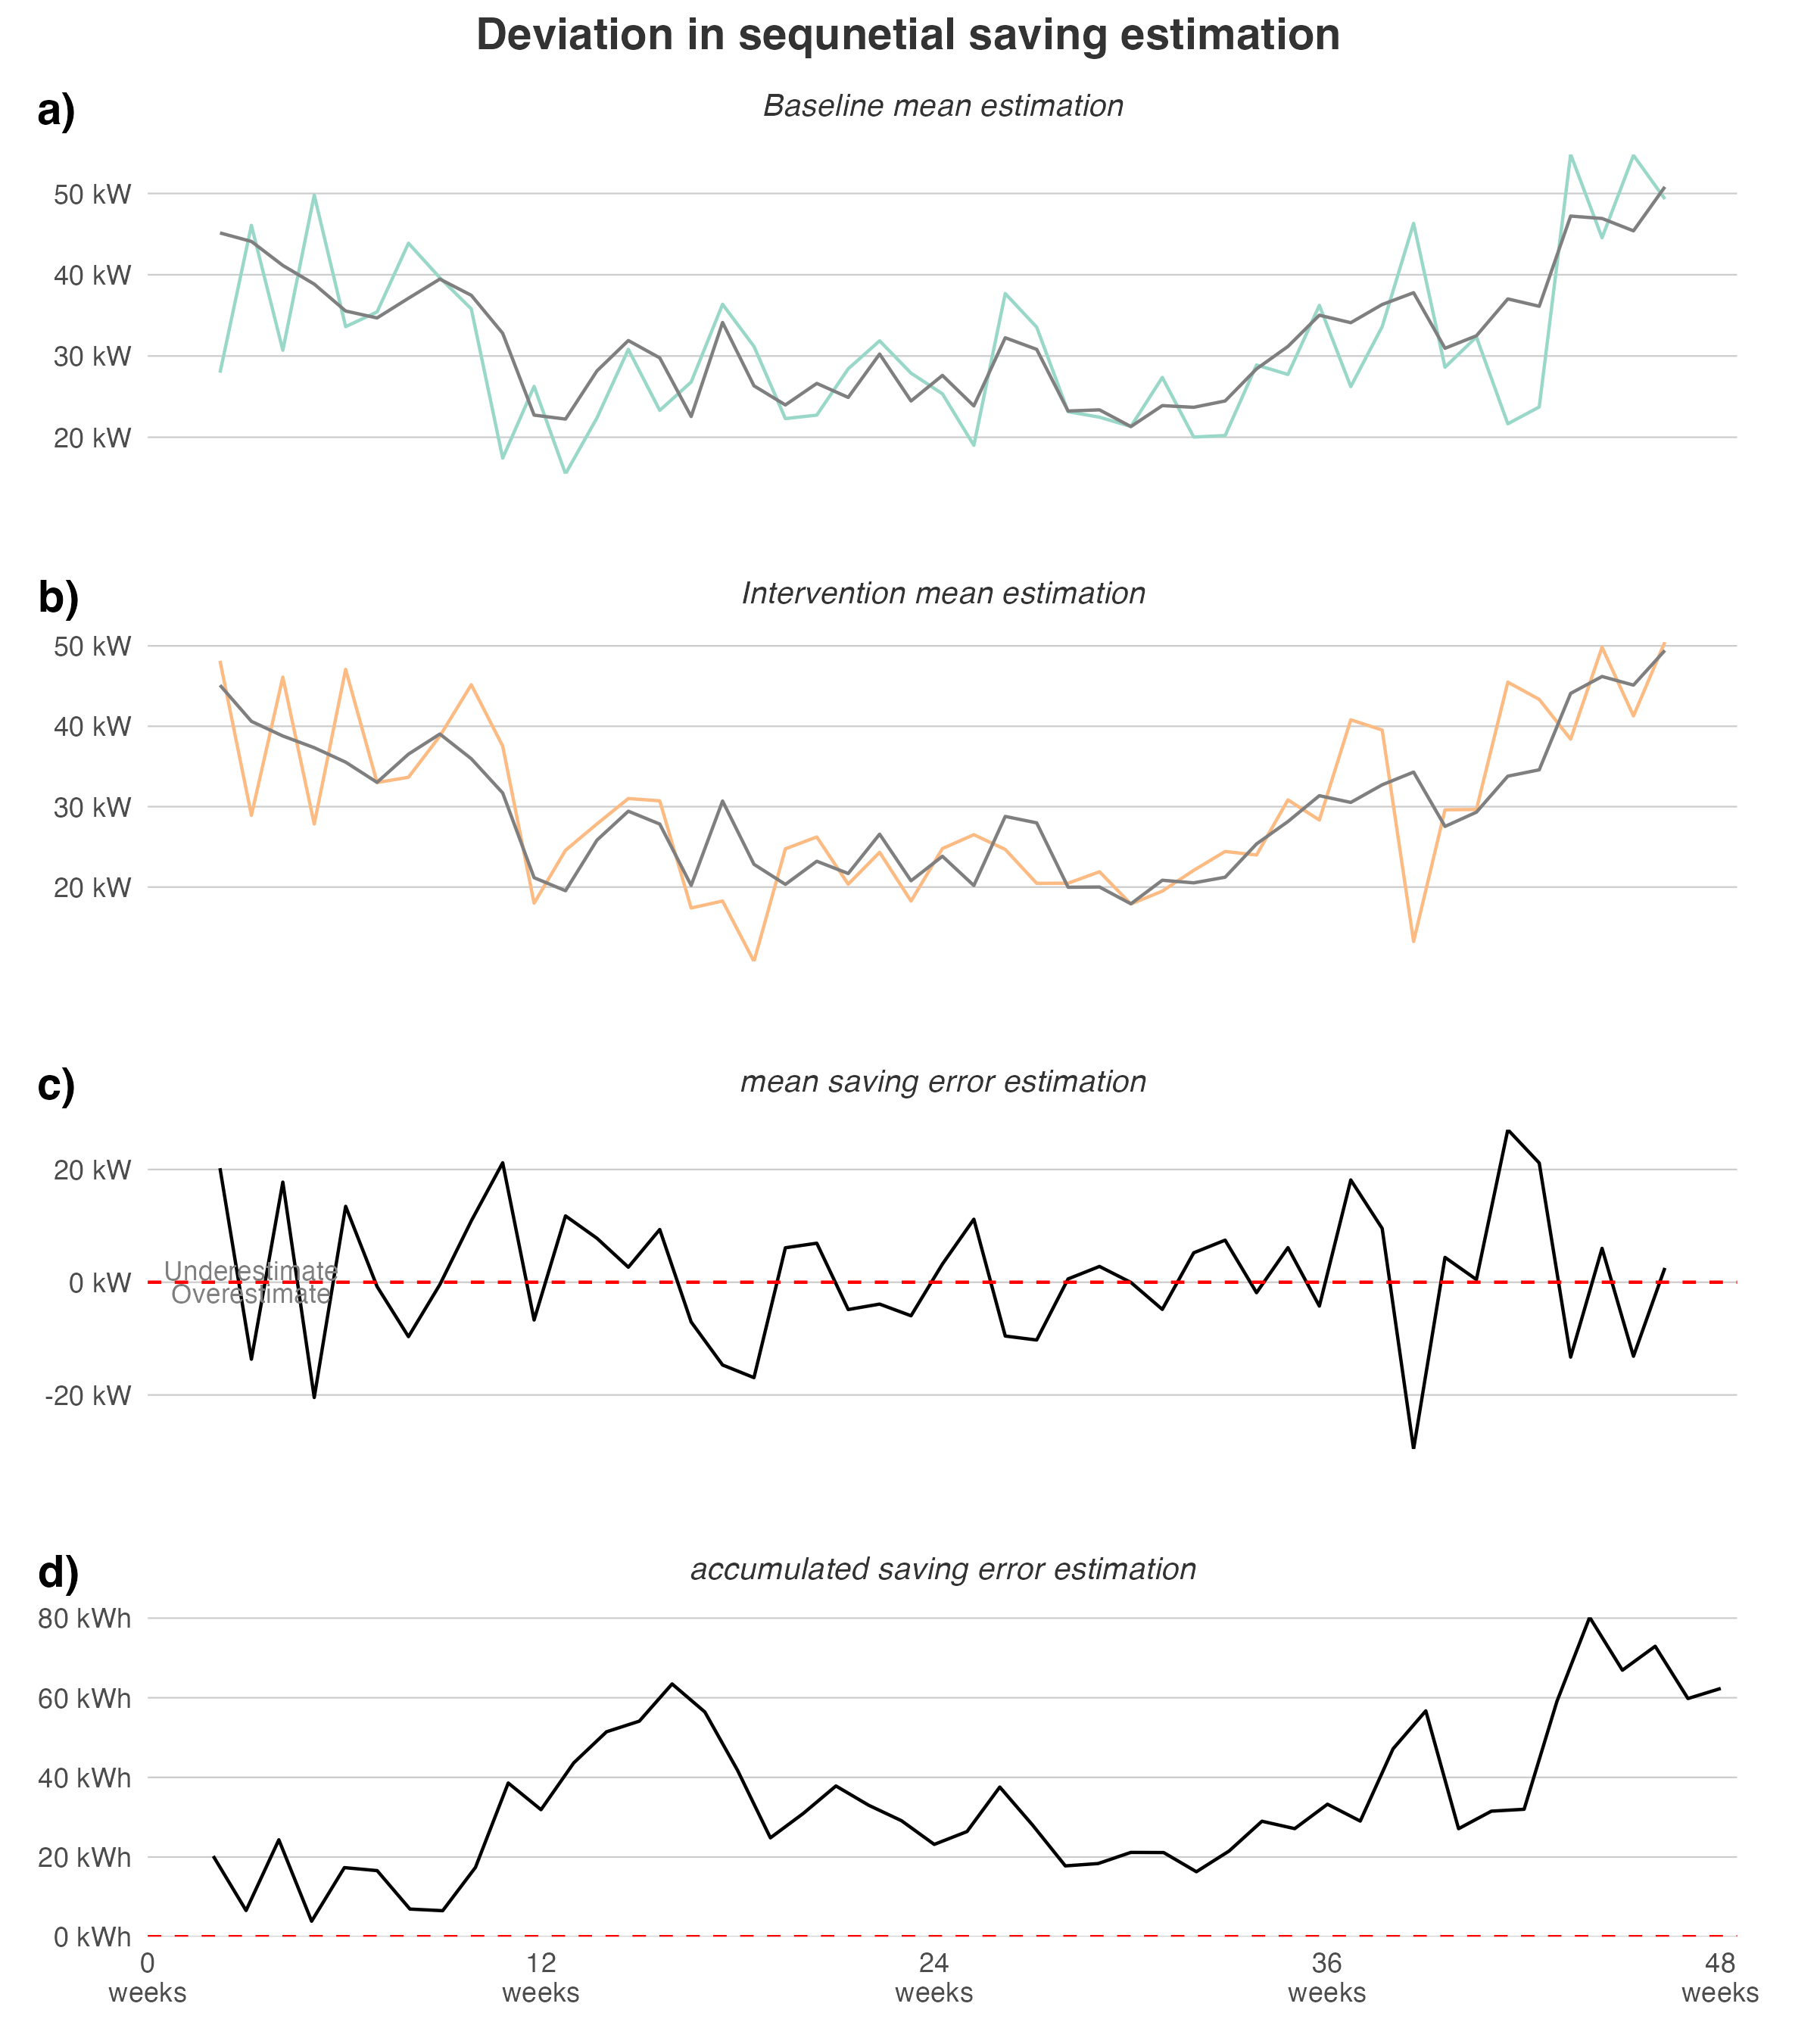 Deviation in sequnetial saving estimation
a)
Baseline mean estimation
50 kW
40 kW
30 kW
20 kW
b)
Intervention mean estimation
50 kW
40 kW
30 kW
20 kW
c)
mean saving error estimation
20 kW
Underestimate
0 kW
Overestimate
-20 kW
d)
accumulated saving error estimation
80 kWh
60 kWh
40 kWh
20 kWh
0 kWh
0 12 24 36 48
weeks weeks weeks weeks weeks